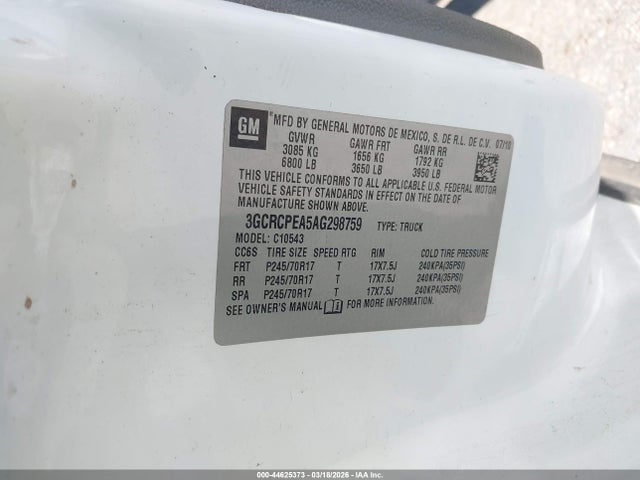 GM
MFD BY GENERAL MOTORS DE MEXICO, S. DE R.L. DE C.V. 07/10
GVWR GAWR FRT GAWR RR
3085 KG 1656 KG 1792 KG
6800 LB 3650 LB 3950 LB
THIS VEHICLE CONFORMS TO ALL APPLICABLE U.S. FEDERAL MOTOR
VEHICLE SAFETY STANDARDS IN EFFECT ON THE DATE OF
MANUFACTURE SHOWN ABOVE.
3GCRCPEA5AG298759 TYPE: TRUCK
MODEL: C10543
CC6S TIRE SIZE SPEED RTG RIM COLD TIRE PRESSURE
FRT P245/70R17 T 17X7.5J 240KPA(35PSI)
RR P245/70R17 T 17X7.5J 240KPA(35PSI)
SPA P245/70R17 T 17X7.5J 240KPA(35PSI)
SEE OWNER'S MANUAL FOR MORE INFORMATION.
000-44625373 - 03/18/2026 - Copyright © IAA, Inc.